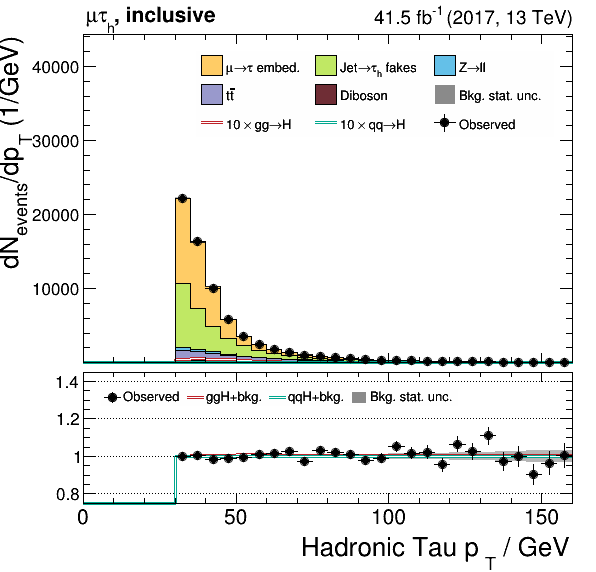 μτh, inclusive 41.5 fb-1 (2017, 13 TeV)
dNevents/dpT (1/GeV)
40000
30000
20000
10000
μ→τ embed. Jet→τh fakes Z→ll
tt̄ Diboson Bkg. stat. unc.
10 × gg→H 10 × qq→H Observed
1.4
1.2
1
0.8
Observed ggH+bkg. qqH+bkg. Bkg. stat. unc.
0 50 100 150
Hadronic Tau pT / GeV